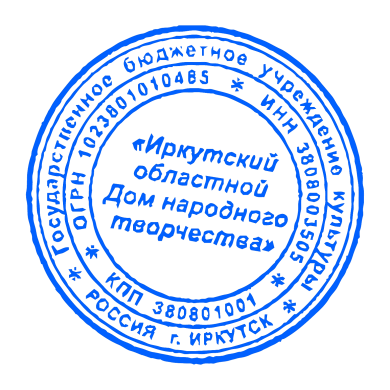 Государственное бюджетное учреждение культуры
* РОССИЯ г. ИРКУТСК *
* ОГРН 1023801010485 * ИНН 3808003505 *
КПП 380801001
«Иркутский
областной
Дом народного
творчества»